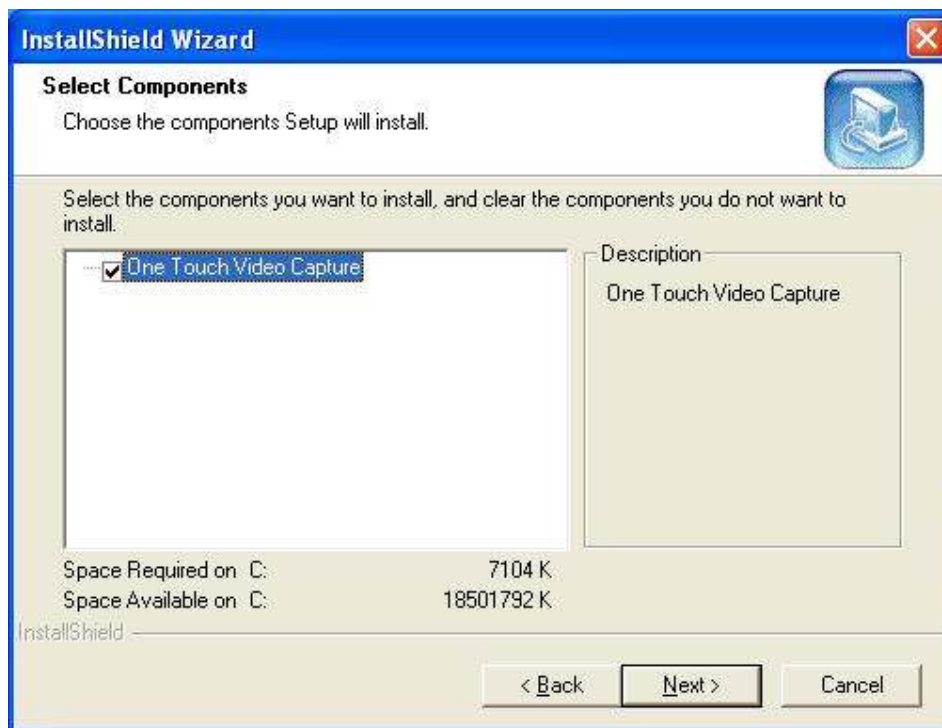 InstallShield Wizard
Select Components
Choose the components Setup will install.
Select the components you want to install, and clear the components you do not want to
install.
One Touch Video Capture
Description
One Touch Video Capture
Space Required on C: 7104 K
Space Available on C: 18501792 K
InstallShield
< Back
Next >
Cancel